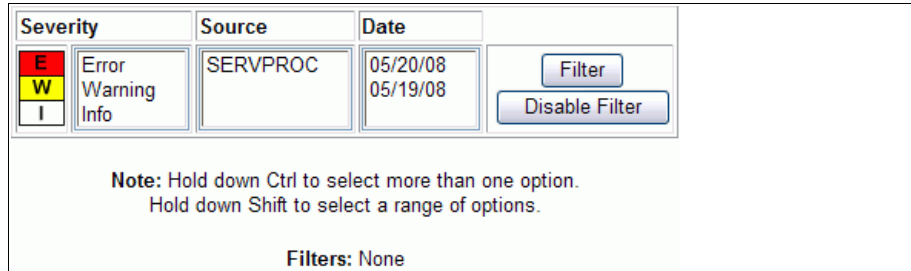 Severity Source Date
E Error SERVPROC 05/20/08 Filter
W Warning 05/19/08 Disable Filter
I Info
Note: Hold down Ctrl to select more than one option.
Hold down Shift to select a range of options.
Filters: None